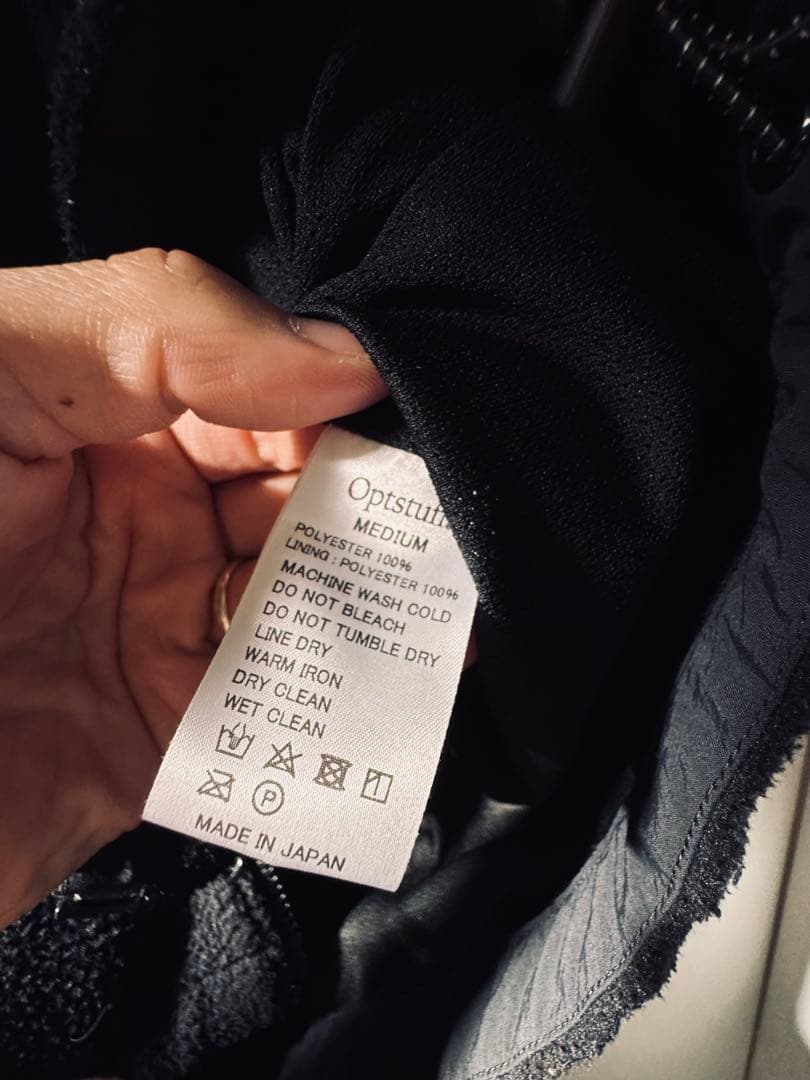 Optstuff
MEDIUM
POLYESTER 100%
LINING : POLYESTER 100%
MACHINE WASH COLD
DO NOT BLEACH
DO NOT TUMBLE DRY
LINE DRY
WARM IRON
DRY CLEAN
WET CLEAN
P
MADE IN JAPAN